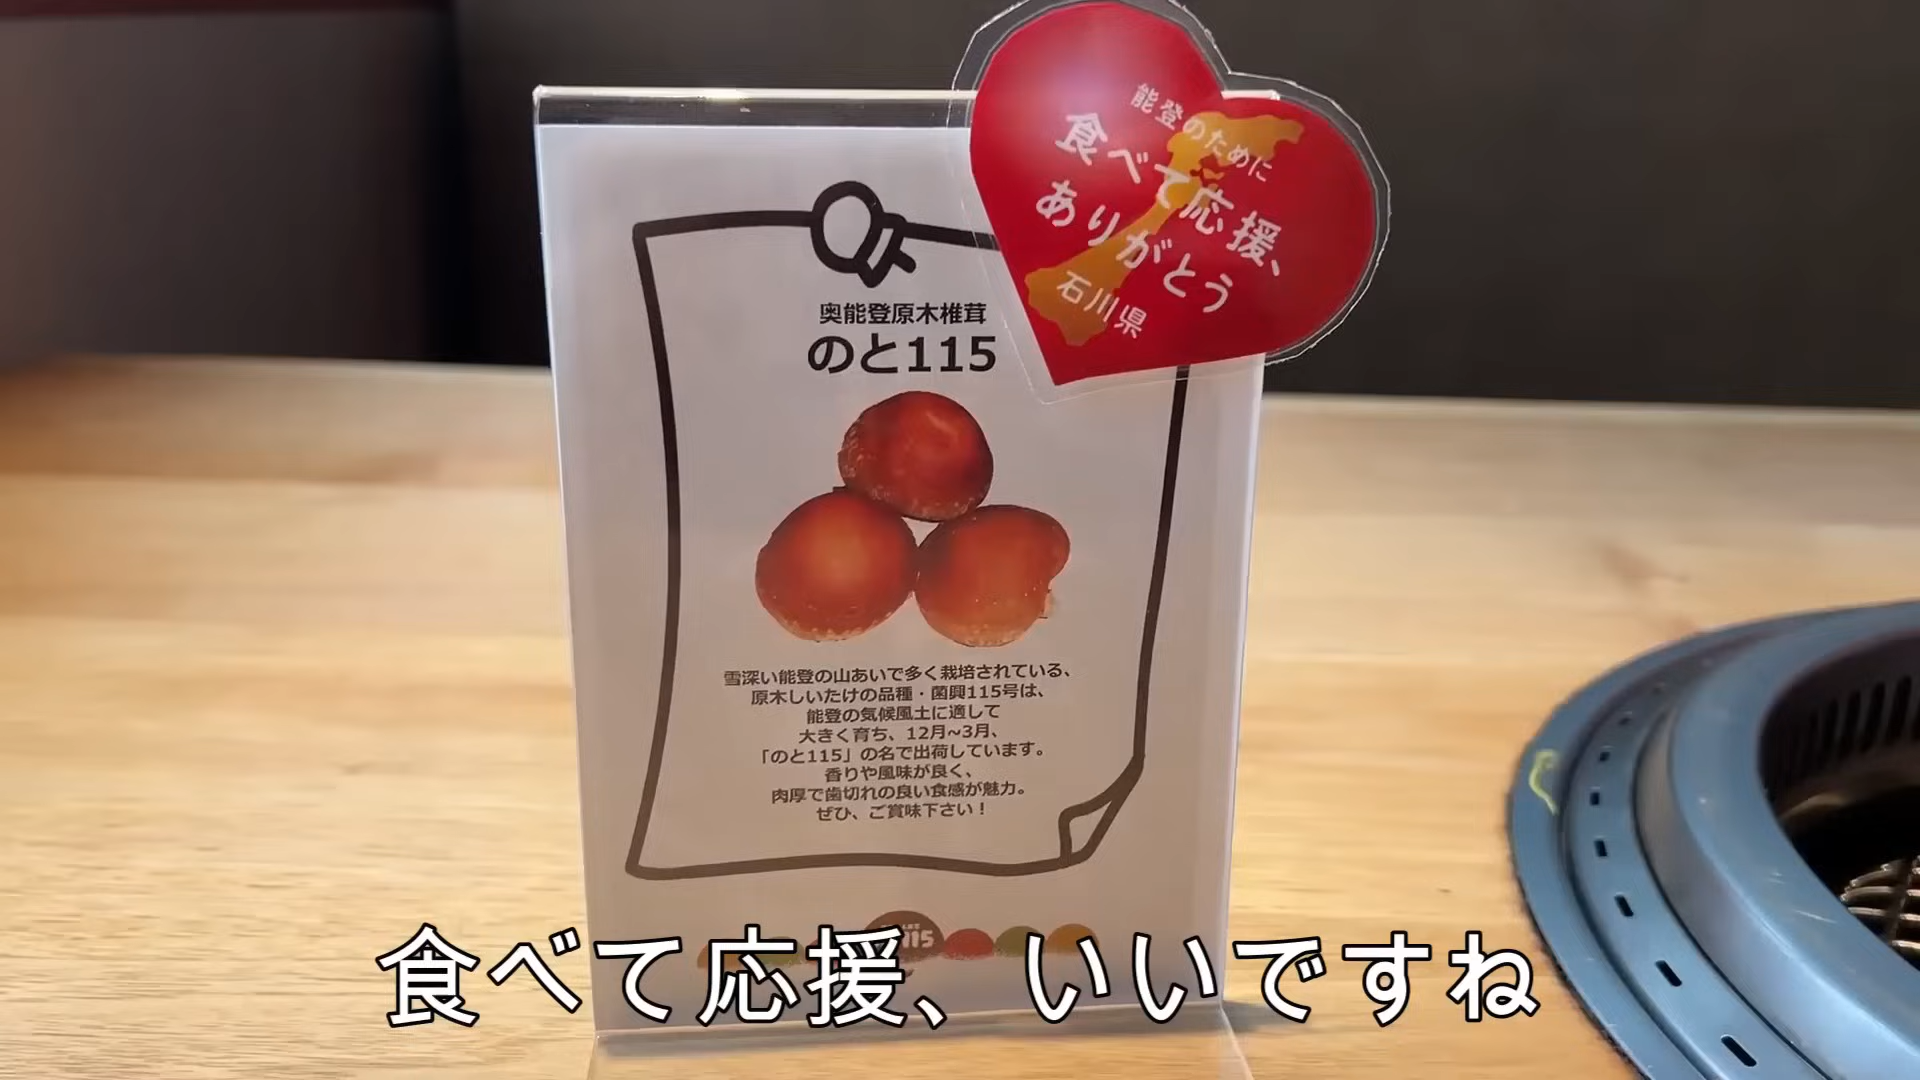 能登のために
食べて応援、
ありがとう
石川県
奥能登原木椎茸
のと115
雪深い能登の山あいで多く栽培されている、
原木しいたけの品種・菌興115号は、
能登の気候風土に適して
大きく育ち、12月~3月、
「のと115」の名で出荷しています。
香りや風味が良く、
肉厚で歯切れの良い食感が魅力。
ぜひ、ご賞味下さい！
食べて応援、いいですね